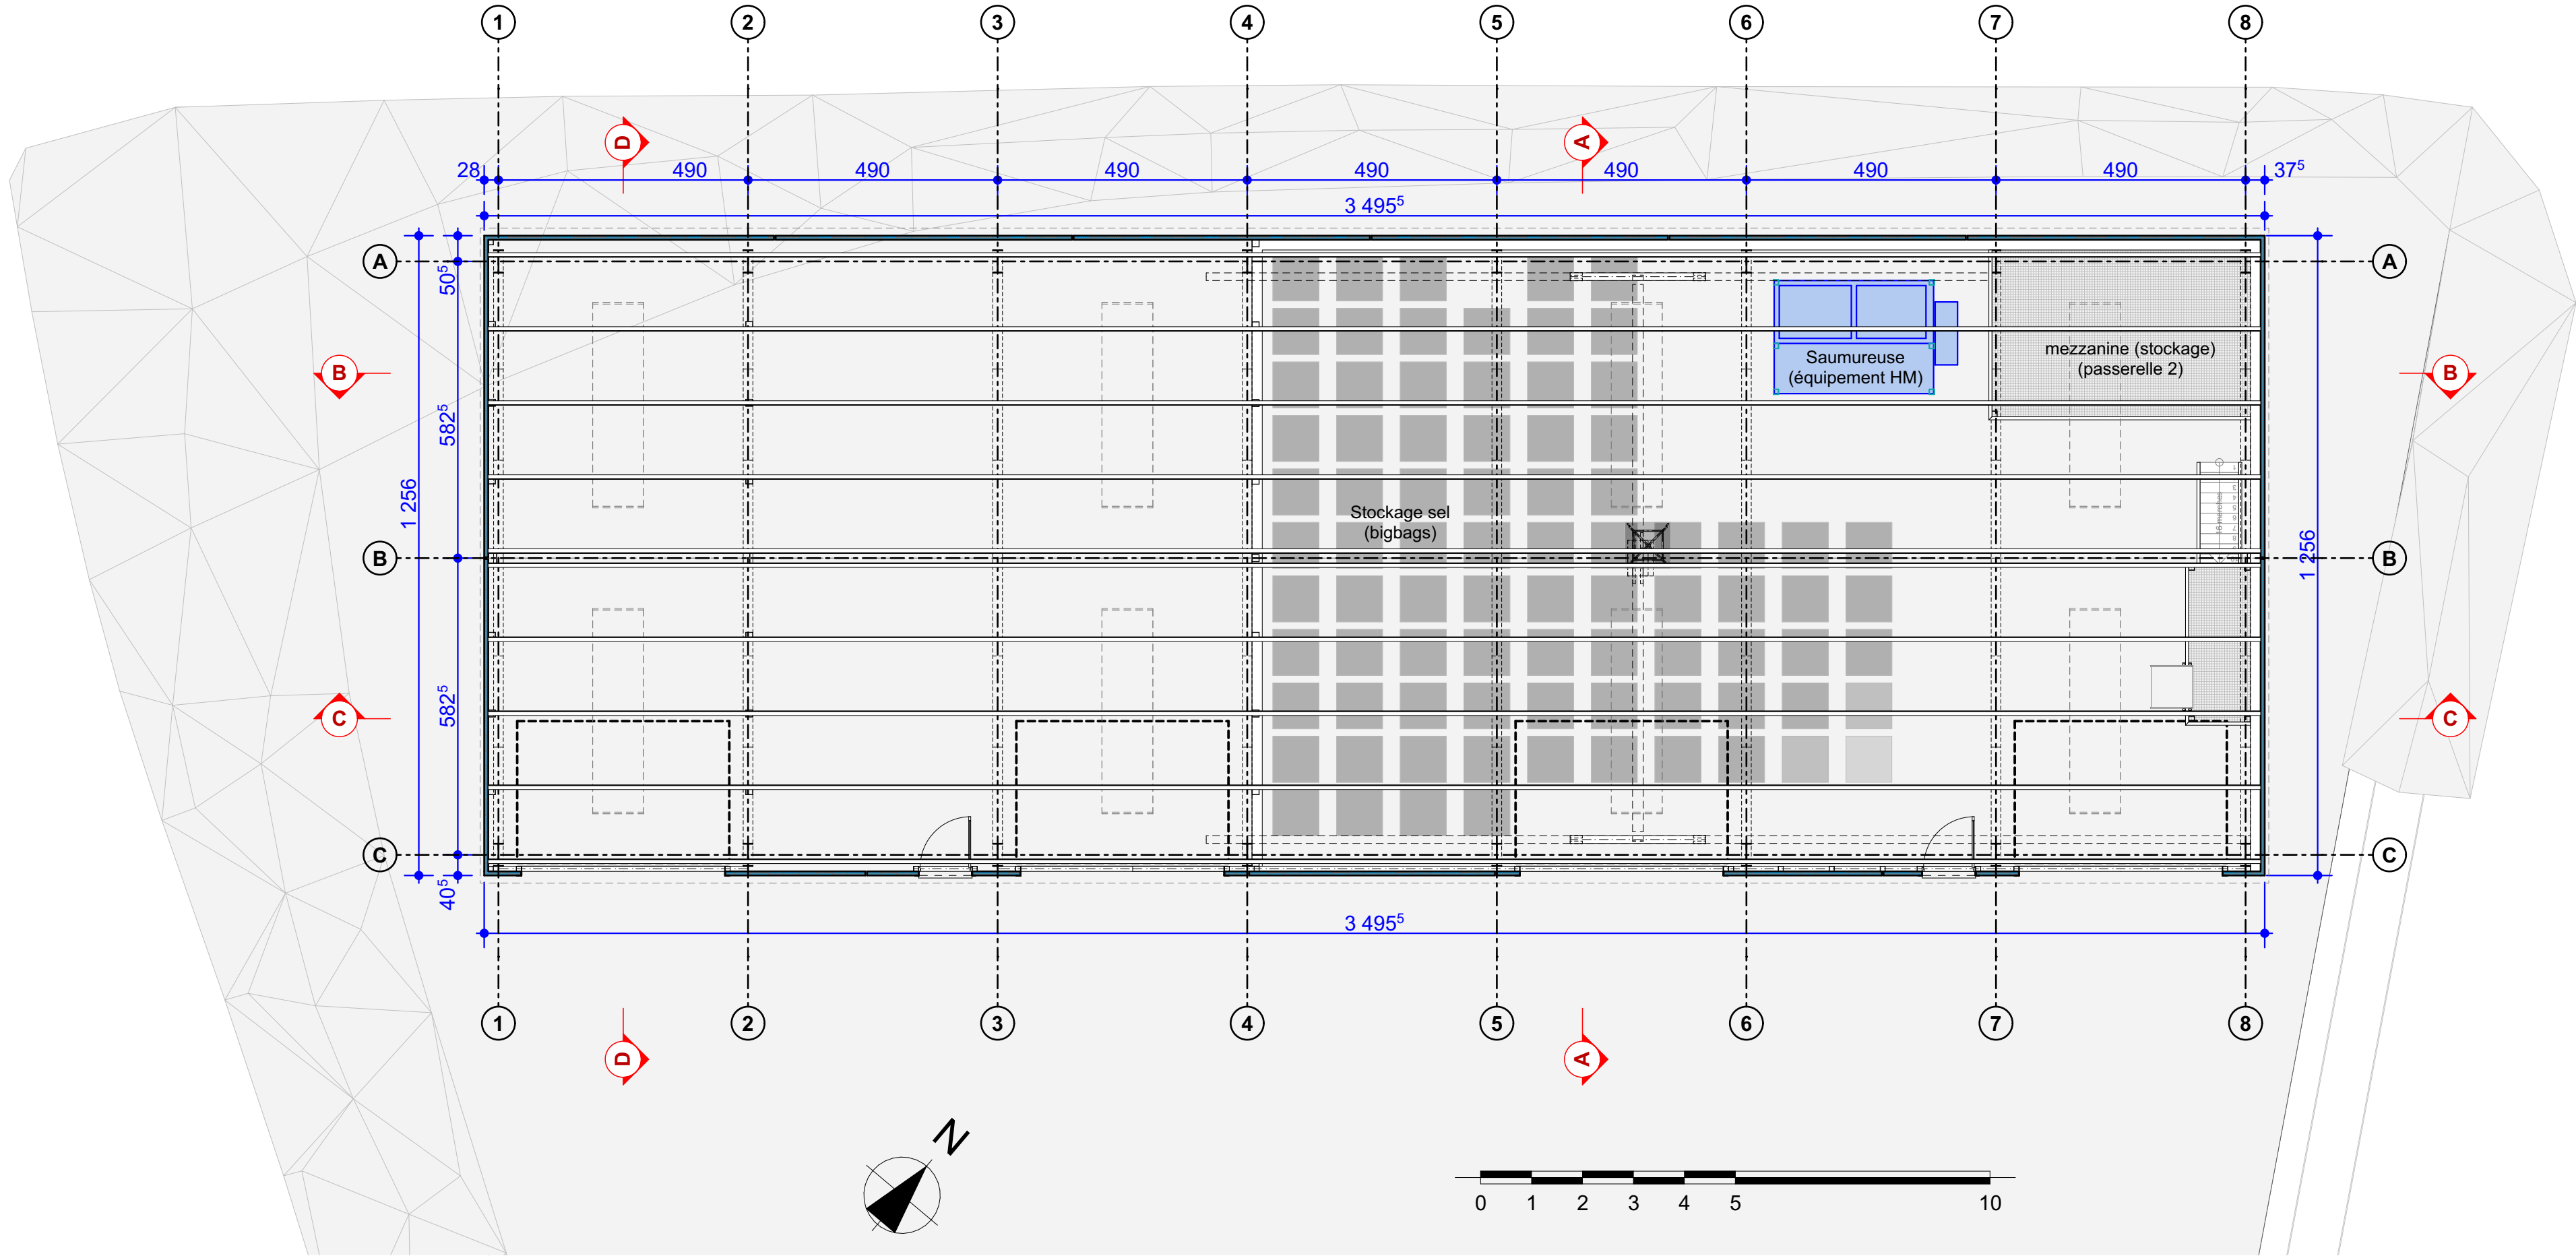 1 2 3 4 5 6 7 8
D A
28 490 490 490 490 490 490 490 37⁵
3 495⁵
A A
50⁵
mezzanine (stockage)
(passerelle 2)
Saumureuse
(équipement HM)
B B
582⁵
1 256
Stockage sel
(bigbags)
B B
1 256
582⁵
C C
C C
40⁵
3 495⁵
1 2 3 4 5 6 7 8
D A
N
0 1 2 3 4 5 10